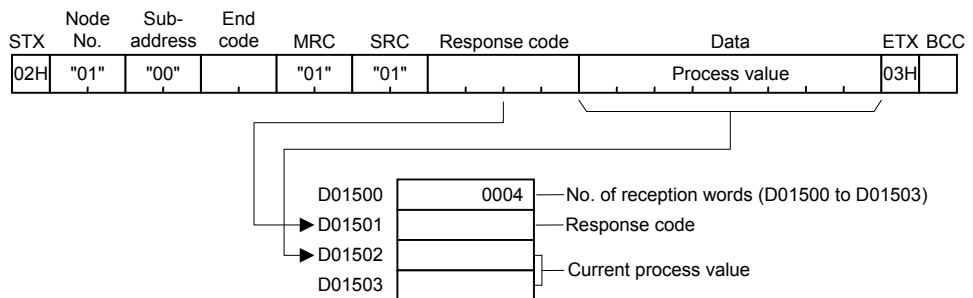 STX Node No. Sub-address End code MRC SRC Response code Data ETX BCC
02H "01" "00" "01" "01" Process value 03H
D01500 0004 No. of reception words (D01500 to D01503)
D01501 Response code
D01502
Current process value
D01503